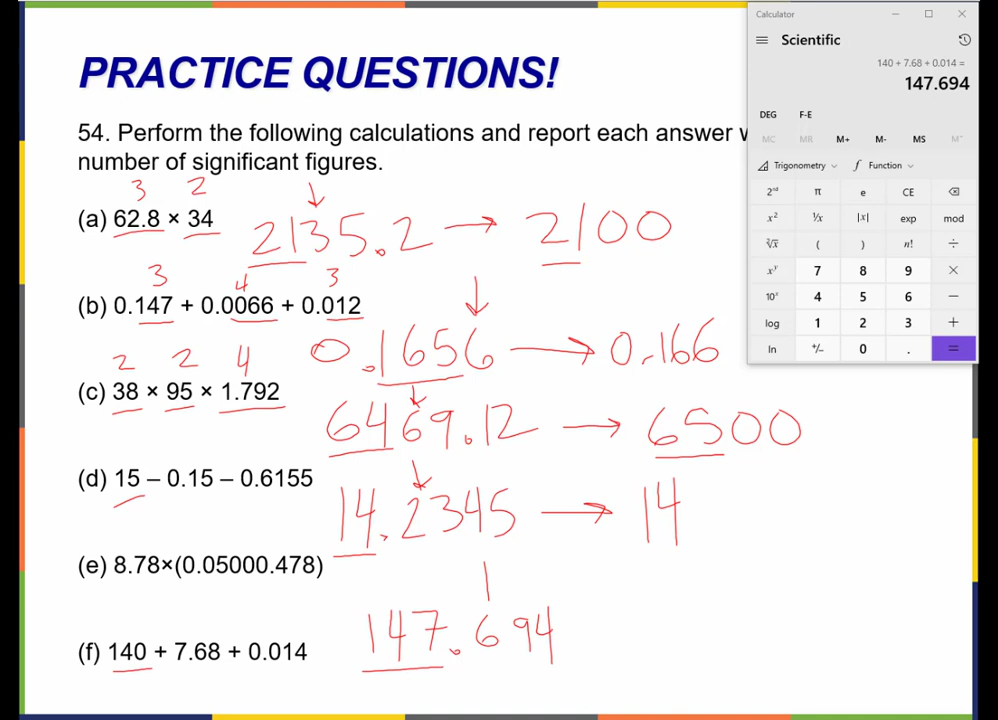 PRACTICE QUESTIONS!
54. Perform the following calculations and report each answer w
number of significant figures.
3 2
(a) 62.8 × 34 2135.2 → 2100
3 4 3
(b) 0.147 + 0.0066 + 0.012
0.1656 → 0.166
2 2 4
(c) 38 × 95 × 1.792
6469.12 → 6500
(d) 15 – 0.15 – 0.6155
14.2345 → 14
(e) 8.78×(0.05000.478)
147.694
(f) 140 + 7.68 + 0.014
Calculator
Scientific
140 + 7.68 + 0.014 =
147.694
DEG F-E
MC MR M+ M- MS M˅
Trigonometry f Function
2ⁿᵈ π e CE
x² ¹/x |x| exp mod
²√x ( ) n! ÷
xʸ 7 8 9 ×
10ˣ 4 5 6 −
log 1 2 3 +
ln +/− 0 . =